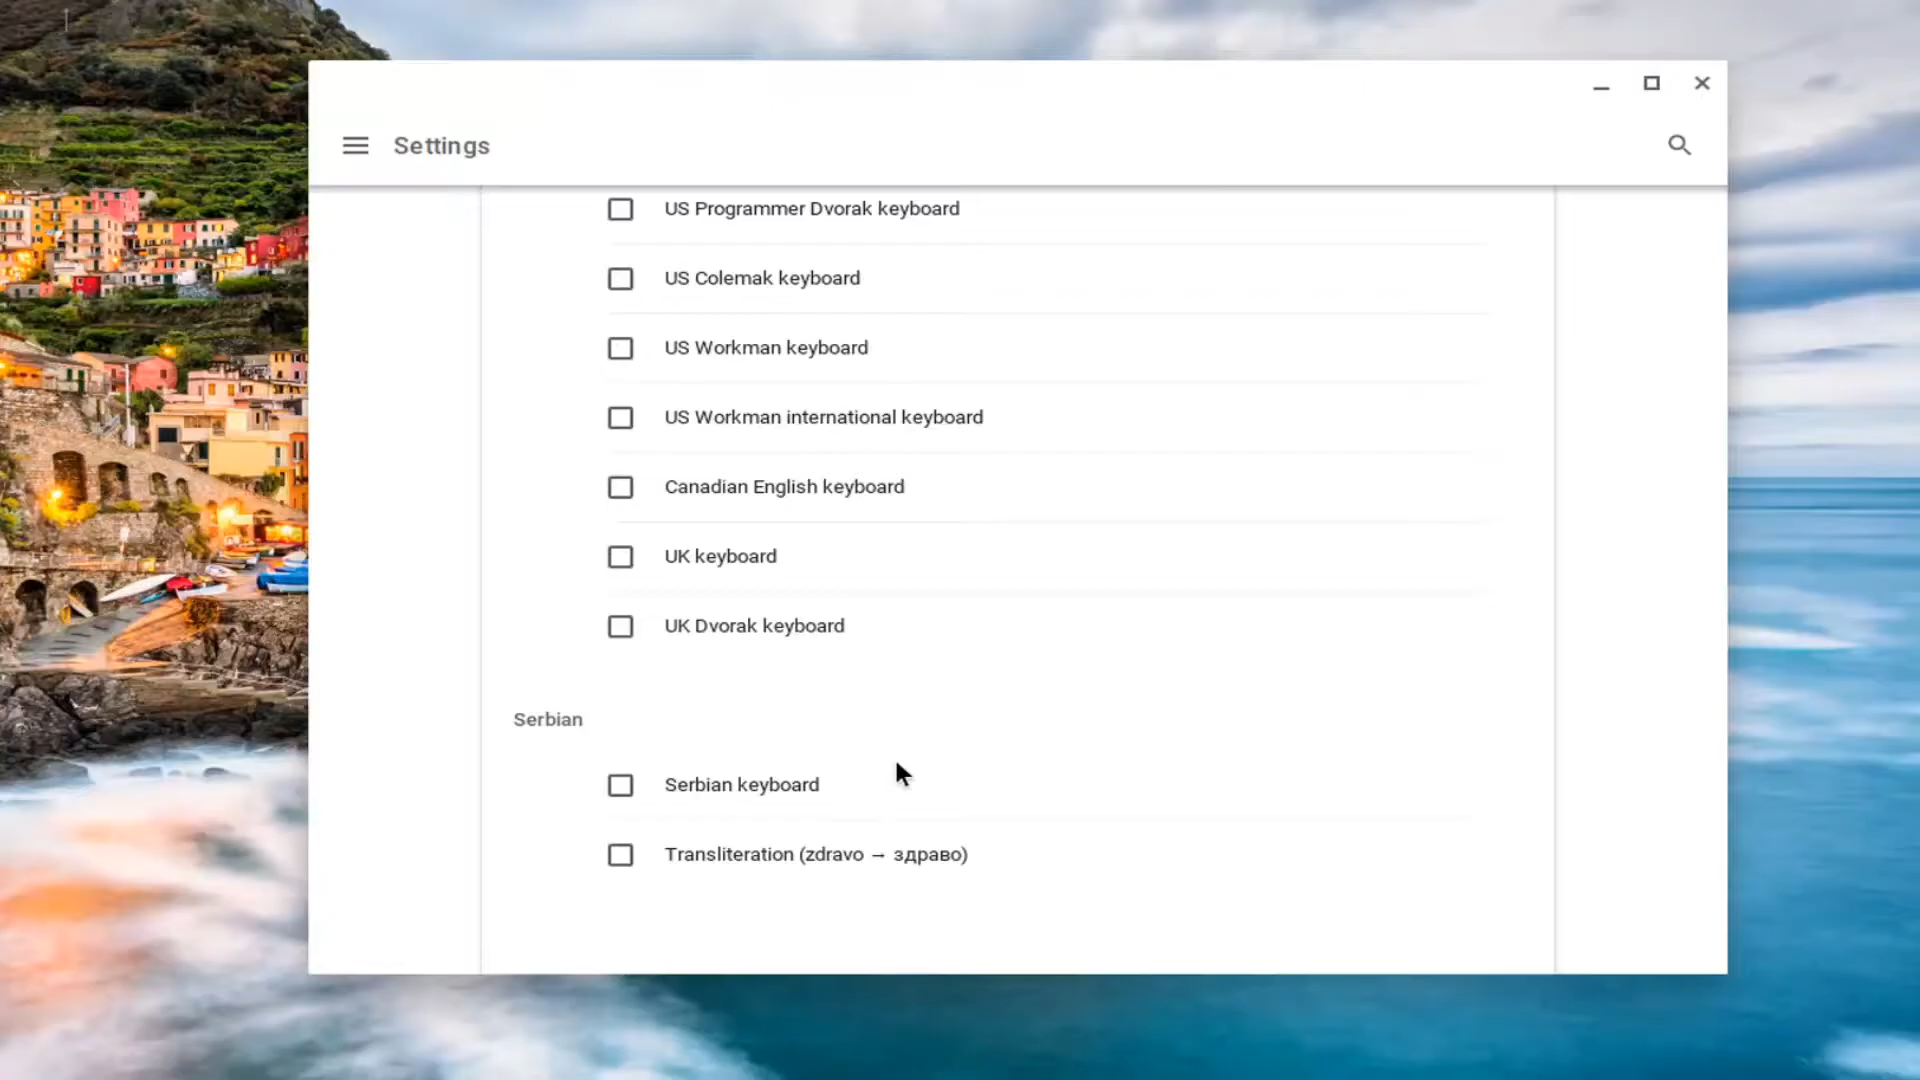 Settings
US Programmer Dvorak keyboard
US Colemak keyboard
US Workman keyboard
US Workman international keyboard
Canadian English keyboard
UK keyboard
UK Dvorak keyboard
Serbian
Serbian keyboard
Transliteration (zdravo → здраво)